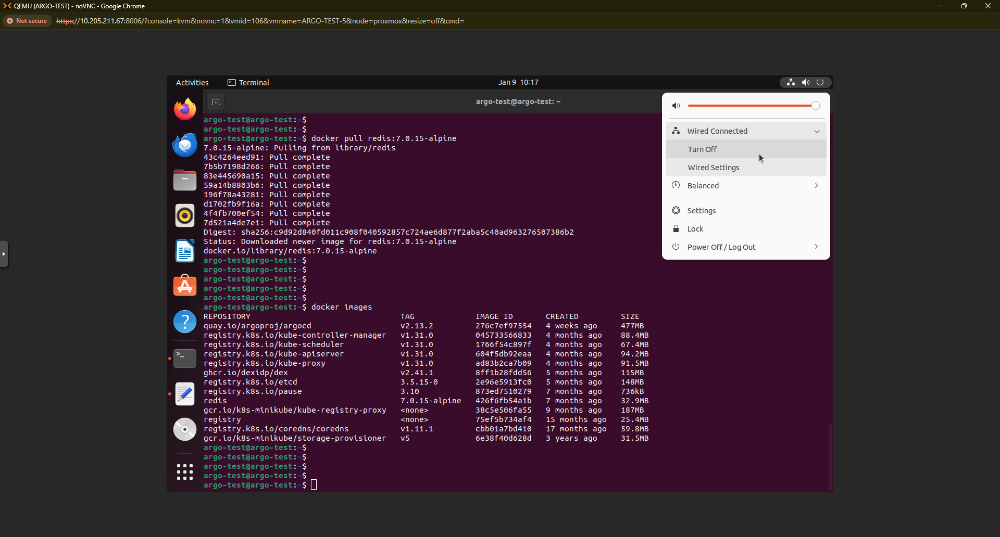 QEMU (ARGO-TEST) - noVNC - Google Chrome
Not secure https://10.205.211.67:8006/?console=kvm&novnc=1&vmid=106&vmname=ARGO-TEST-5&node=proxmox&resize=off&cmd=
Activities Terminal Jan 9 10:17
argo-test@argo-test: ~
argo-test@argo-test:~$
argo-test@argo-test:~$
argo-test@argo-test:~$ docker pull redis:7.0.15-alpine
7.0.15-alpine: Pulling from library/redis
43c4264eed91: Pull complete
7b5b7198d266: Pull complete
83e445690a15: Pull complete
59a14b8803b6: Pull complete
196f78a43281: Pull complete
d1702fb9f16a: Pull complete
4f4fb700ef54: Pull complete
7d521a4de7e1: Pull complete
Digest: sha256:c9d92d840fd011c908f040592857c724ae6d877f2aba5c40ad963276507386b2
Status: Downloaded newer image for redis:7.0.15-alpine
docker.io/library/redis:7.0.15-alpine
argo-test@argo-test:~$
argo-test@argo-test:~$
argo-test@argo-test:~$
argo-test@argo-test:~$
argo-test@argo-test:~$
argo-test@argo-test:~$ docker images
REPOSITORY TAG IMAGE ID CREATED SIZE
quay.io/argoproj/argocd v2.13.2 276c7ef97554 4 weeks ago 477MB
registry.k8s.io/kube-controller-manager v1.31.0 045733566833 4 months ago 88.4MB
registry.k8s.io/kube-scheduler v1.31.0 1766f54c897f 4 months ago 67.4MB
registry.k8s.io/kube-apiserver v1.31.0 604f5db92eaa 4 months ago 94.2MB
registry.k8s.io/kube-proxy v1.31.0 ad83b2ca7b09 4 months ago 91.5MB
ghcr.io/dexidp/dex v2.41.1 8ff1b28fdd56 5 months ago 115MB
registry.k8s.io/etcd 3.5.15-0 2e96e5913fc0 5 months ago 148MB
registry.k8s.io/pause 3.10 873ed7510279 7 months ago 736kB
redis 7.0.15-alpine 426f6fb54a1b 7 months ago 32.9MB
gcr.io/k8s-minikube/kube-registry-proxy <none> 38c5e506fa55 9 months ago 187MB
registry <none> 75ef5b734af4 15 months ago 25.4MB
registry.k8s.io/coredns/coredns v1.11.1 cbb01a7bd410 17 months ago 59.8MB
gcr.io/k8s-minikube/storage-provisioner v5 6e38f40d628d 3 years ago 31.5MB
argo-test@argo-test:~$
argo-test@argo-test:~$
argo-test@argo-test:~$
argo-test@argo-test:~$
argo-test@argo-test:~$
Wired Connected
Turn Off
Wired Settings
Balanced
Settings
Lock
Power Off / Log Out